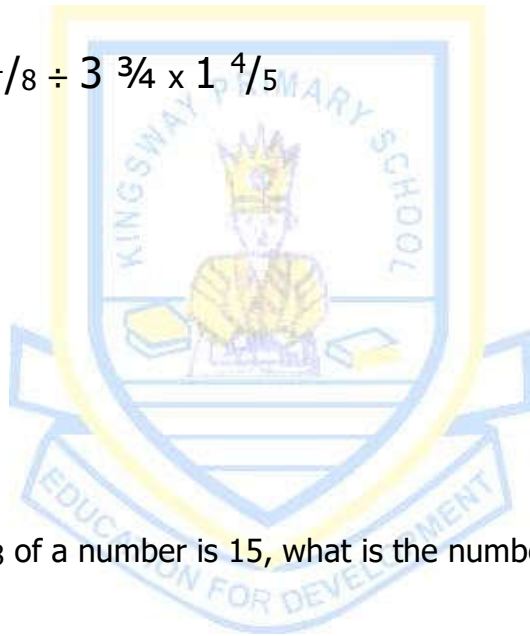 /8 ÷ 3 ¾ x 1 4/5
KINGSWAY PRIMARY SCHOOL
of a number is 15, what is the
EDUCATION FOR DEVELOPMENT